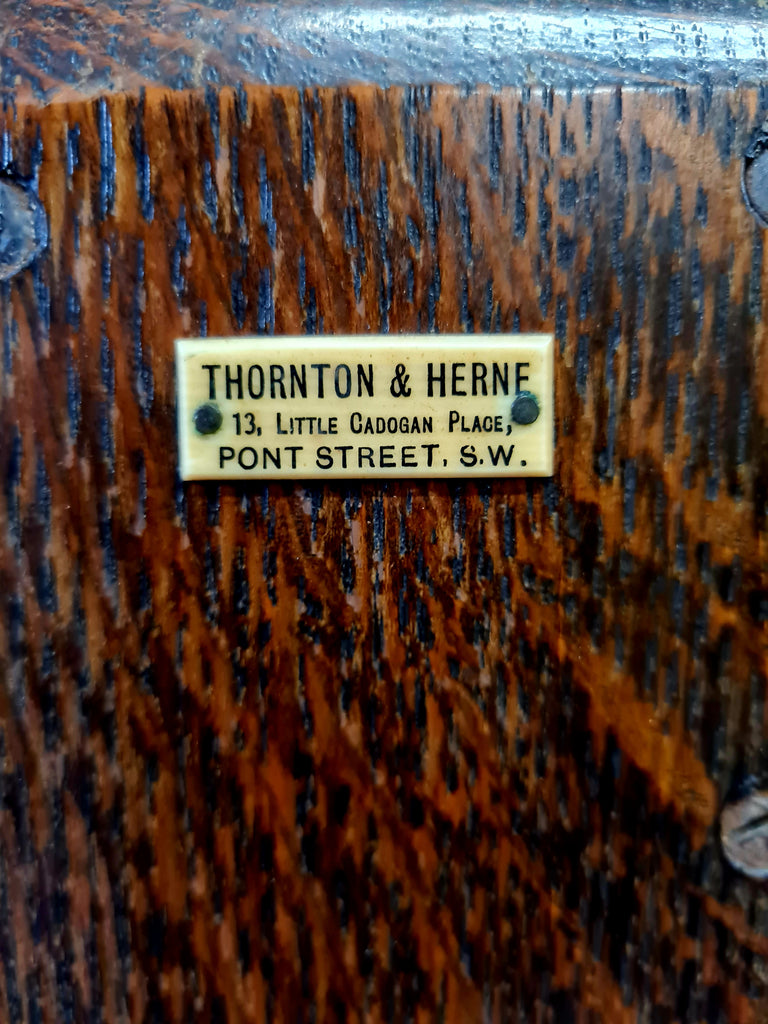 THORNTON & HERNE
13, LITTLE CADOGAN PLACE,
PONT STREET, S.W.